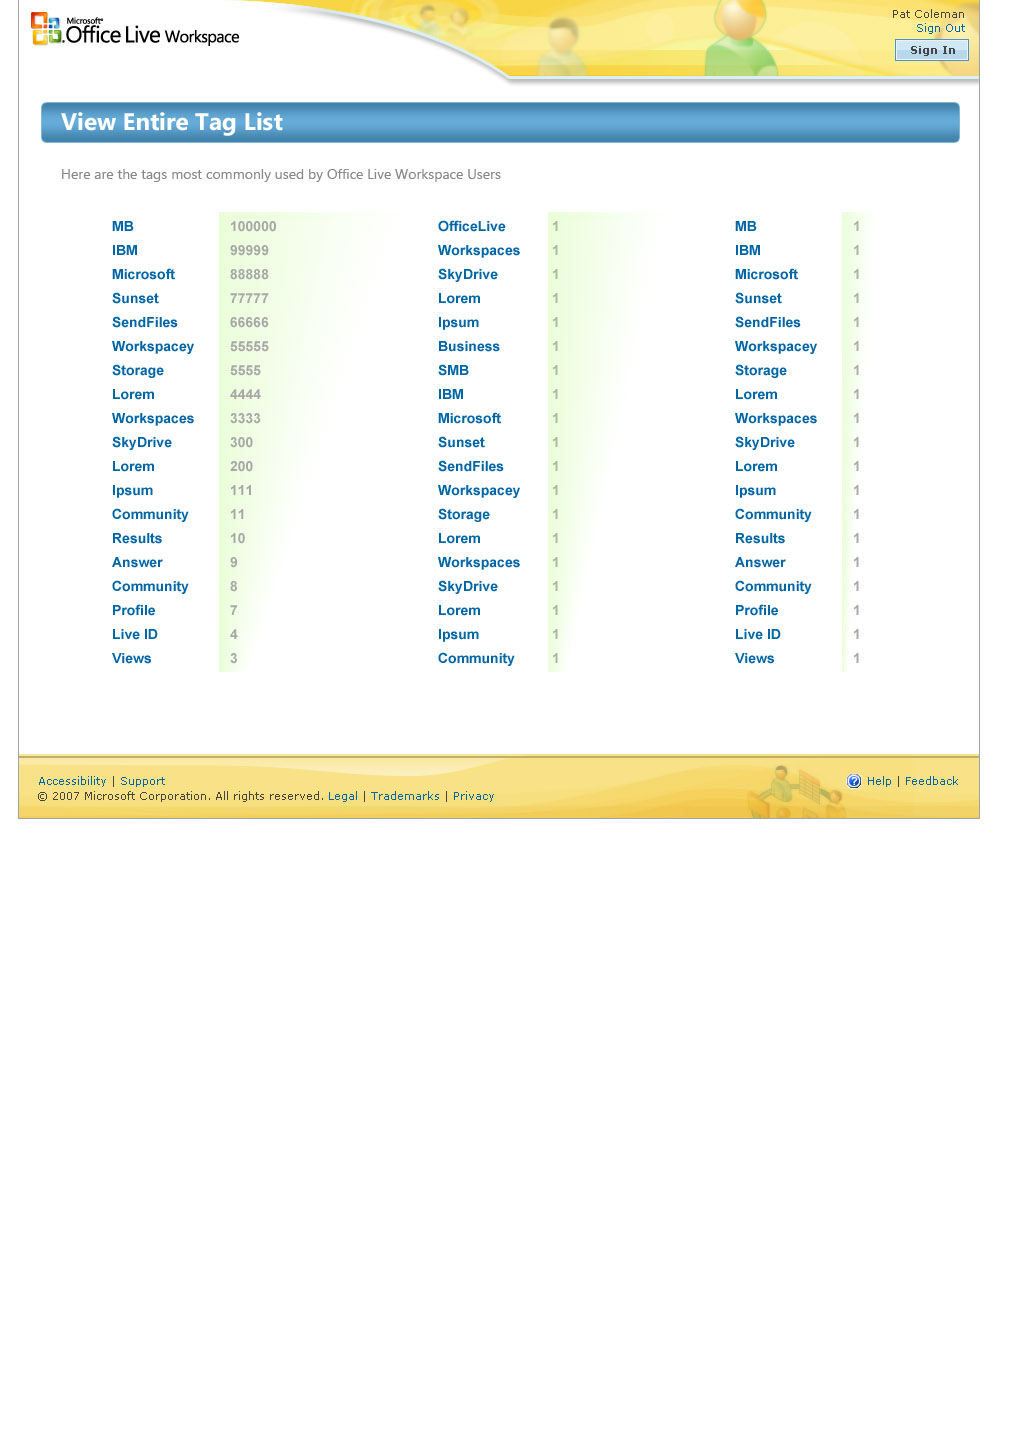 Microsoft®
Office Live Workspace
Pat Coleman
Sign Out
Sign In
View Entire Tag List
Here are the tags most commonly used by Office Live Workspace Users
MB 100000 OfficeLive 1 MB 1
IBM 99999 Workspaces 1 IBM 1
Microsoft 88888 SkyDrive 1 Microsoft 1
Sunset 77777 Lorem 1 Sunset 1
SendFiles 66666 Ipsum 1 SendFiles 1
Workspacey 55555 Business 1 Workspacey 1
Storage 5555 SMB 1 Storage 1
Lorem 4444 IBM 1 Lorem 1
Workspaces 3333 Microsoft 1 Workspaces 1
SkyDrive 300 Sunset 1 SkyDrive 1
Lorem 200 SendFiles 1 Lorem 1
Ipsum 111 Workspacey 1 Ipsum 1
Community 11 Storage 1 Community 1
Results 10 Lorem 1 Results 1
Answer 9 Workspaces 1 Answer 1
Community 8 SkyDrive 1 Community 1
Profile 7 Lorem 1 Profile 1
Live ID 4 Ipsum 1 Live ID 1
Views 3 Community 1 Views 1
Accessibility | Support
Help | Feedback
© 2007 Microsoft Corporation. All rights reserved. Legal | Trademarks | Privacy